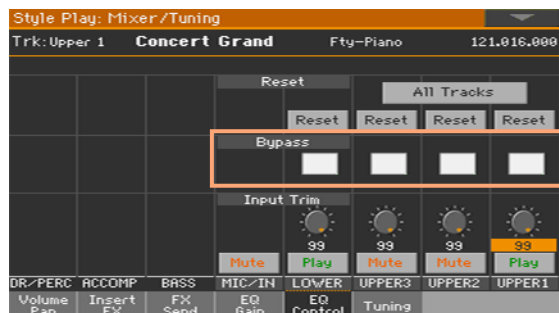 Style Play: Mixer/Tuning
Trk:Upper 1 Concert Grand Fty-Piano 121.016.000
Reset All Tracks
Reset Reset Reset Reset
Bypass
Input Trim
99 99 99 99
Mute Play Mute Mute Play
DR/PERC ACCOMP BASS MIC/IN LOWER UPPER3 UPPER2 UPPER1
Volume Pan Insert FX FX Send EQ Gain EQ Control Tuning